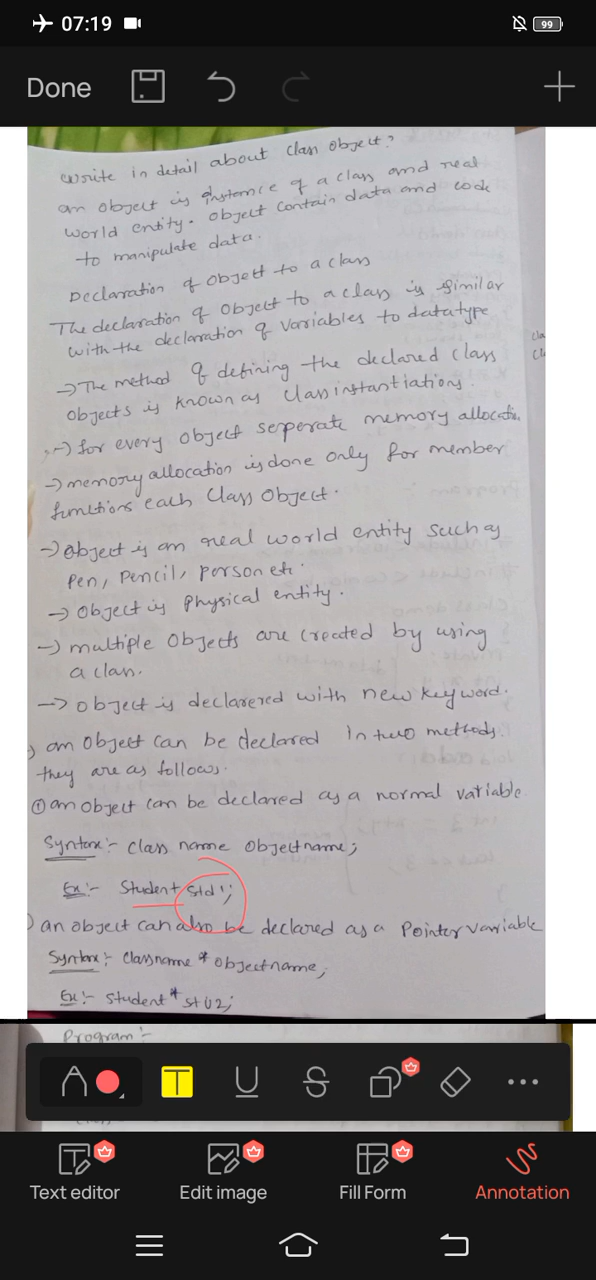 07:19
99
Done
write in detail about class object?
an object is instance of a class and real
world entity. object contain data and code
to manipulate data.
Declaration of object to a class
The declaration of object to a class is similar
with the declaration of variables to datatype
→ The method of defining the declared class
objects is known as class instantiations.
→ for every object seperate memory allocatin.
→ memory allocation is done only for member
functions each class object.
→ object is an real world entity such as
Pen, Pencil, person etc.
→ object is physical entity.
→ multiple objects are created by using
a class.
→ object is declarered with new keyword.
an object can be declared in two methods.
they are as follows.
① an object can be declared as a normal variable
Syntax:- class name objectname;
Ex:- Student std1;
an object can also be declared as a Pointer variable
Syntax:- classname * objectname;
Ex:- student * stu2;
Program:-
T U S
Text editor Edit image Fill Form Annotation